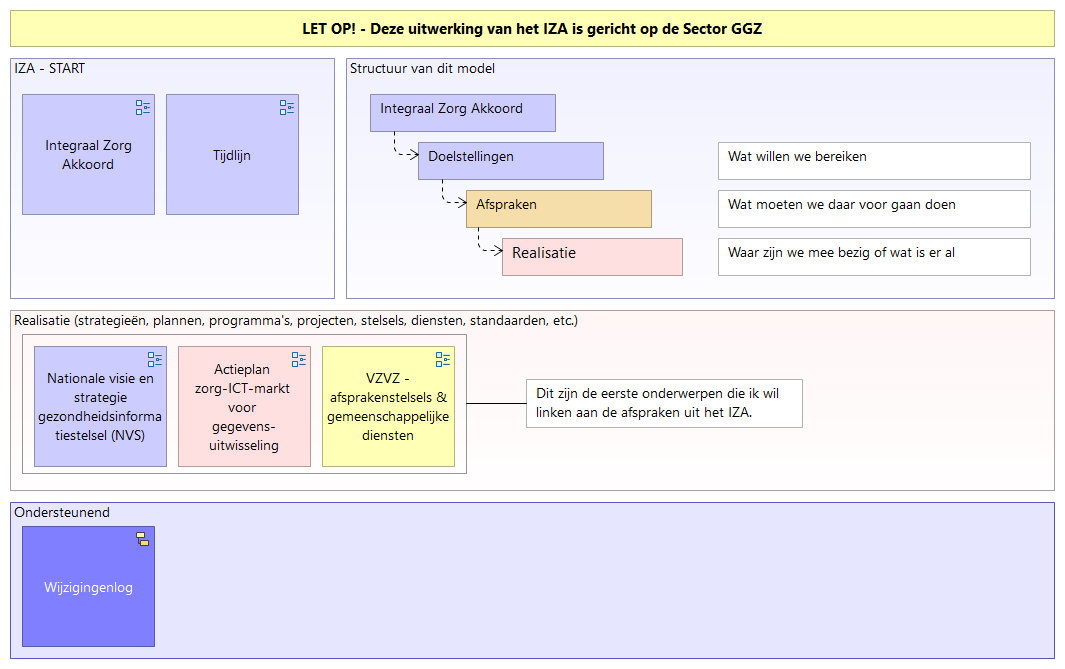 LET OP! - Deze uitwerking van het IZA is gericht op de Sector GGZ
IZA - START
Integraal Zorg
Akkoord
Tijdlijn
Structuur van dit model
Integraal Zorg Akkoord
Doelstellingen
Wat willen we bereiken
Afspraken
Wat moeten we daar voor gaan doen
Realisatie
Waar zijn we mee bezig of wat is er al
Realisatie (strategieën, plannen, programma's, projecten, stelsels, diensten, standaarden, etc.)
Nationale visie en
strategie
gezondheidsinforma
tiestelsel (NVS)
Actieplan
zorg-ICT-markt
voor
gegevens-
uitwisseling
VZVZ -
afsprakenstelsels &
gemeenschappelijke
diensten
Dit zijn de eerste onderwerpen die ik wil
linken aan de afspraken uit het IZA.
Ondersteunend
Wijzigingenlog